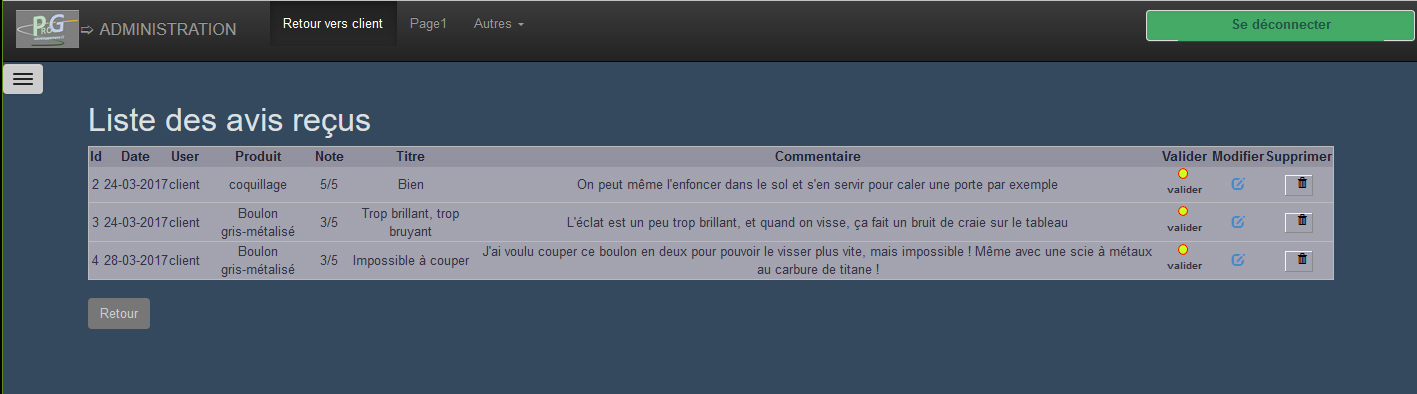 PROG ➩ ADMINISTRATION Retour vers client Page1 Autres Se déconnecter
Liste des avis reçus
Id Date User Produit Note Titre Commentaire Valider Modifier Supprimer
2 24-03-2017 client coquillage 5/5 Bien On peut même l'enfoncer dans le sol et s'en servir pour caler une porte par exemple valider
3 24-03-2017 client Boulon gris-métalisé 3/5 Trop brillant, trop bruyant L'éclat est un peu trop brillant, et quand on visse, ça fait un bruit de craie sur le tableau valider
4 28-03-2017 client Boulon gris-métalisé 3/5 Impossible à couper J'ai voulu couper ce boulon en deux pour pouvoir le visser plus vite, mais impossible ! Même avec une scie à métaux au carbure de titane ! valider
Retour